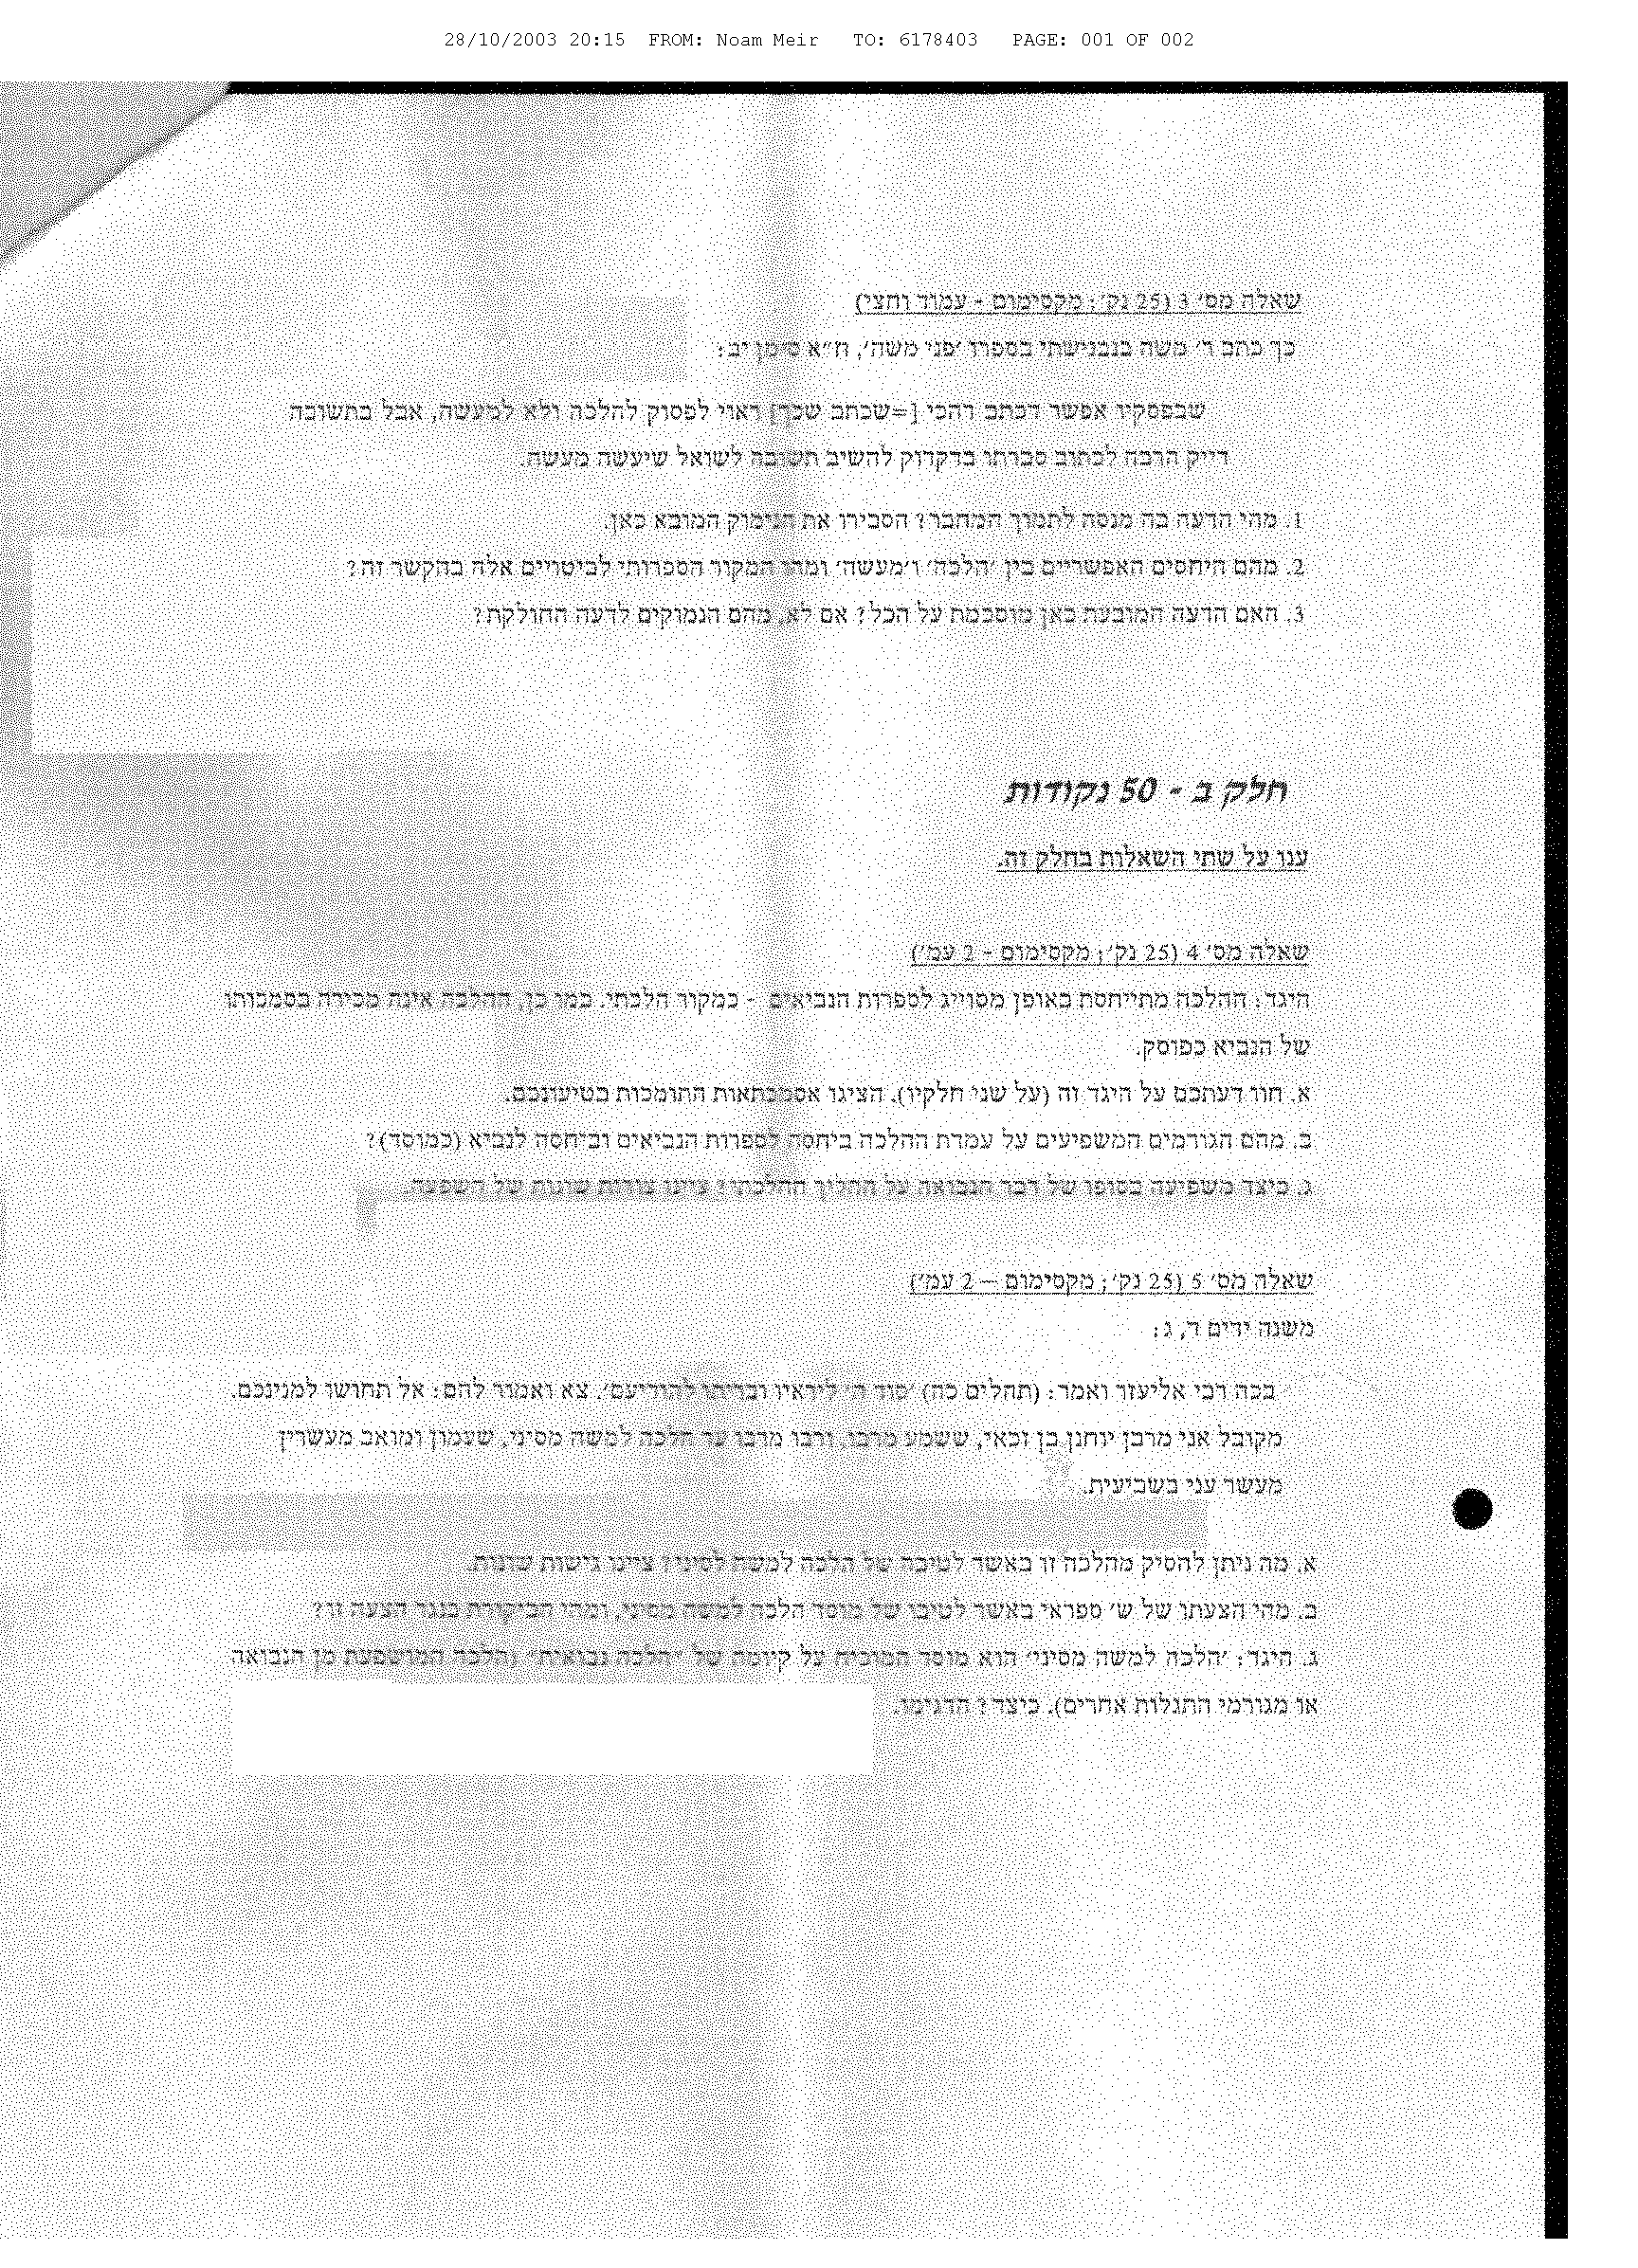 28/10/2003 20:15 FROM: Noam Meir TO: 6178403 PAGE: 001 OF 002
שאלה מס׳ 3 (25 נק׳; מקסימום - עמוד וחצי)
כך כתב ר׳ משה בנבנישתי בספרו ׳פני משה׳, ח״א סימן יב:
שבפסקיו אפשר דכתב דהכי [=שכתב שכך] ראוי לפסוק להלכה ולא למעשה, אבל בתשובה
דייק הרבה לכתוב סברתו בדקדוק להשיב תשובה לשואל שיעשה מעשה.
1. מהי הדעה בה מנסה לתמוך המחבר? הסבירו את הנימוק המובא כאן.
2. מהם היחסים האפשריים בין ׳הלכה׳ ו׳מעשה׳ ומהי המקור הספרותי לביטויים אלה בהקשר זה?
3. האם הדעה המובעת כאן מוסכמת על הכל? אם לא, מהם הנמוקים לדעה החולקת?
חלק ב - 50 נקודות
ענו על שתי השאלות בחלק זה.
שאלה מס׳ 4 (25 נק׳; מקסימום - 2 עמ׳)
היגד: ההלכה מתייחסת באופן מסוייג לספרות הנביאים - כמקור הלכתי. כמו כן, ההלכה אינה מכירה בסמכותו
של הנביא כפוסק.
א. חוו דעתכם על היגד זה (על שני חלקיו). הציגו אסמכתאות התומכות בטיעונכם.
ב. מהם הגורמים המשפיעים על עמדת ההלכה ביחסה לספרות הנביאים וביחסה לנביא (כמוסד)?
ג. כיצד משפיעה בסופו של דבר הנבואה על ההליך ההלכתי? ציינו צורות שונות של השפעה.
שאלה מס׳ 5 (25 נק׳; מקסימום – 2 עמ׳)
משנה ידים ד, ג:
בכה רבי אליעזר ואמר: (תהלים כה) ׳סוד ה׳ ליראיו ובריתו להודיעם׳. צא ואמור להם: אל תחושו למנינכם.
מקובל אני מרבן יוחנן בן זכאי, ששמע מרבו, ורבו מרבו עד הלכה למשה מסיני, שעמון ומואב מעשרין
מעשר עני בשביעית.
א. מה ניתן להסיק מהלכה זו באשר לטיבה של הלכה למשה לסיני? ציינו גישות שונות.
ב. מהי הצעתו של ש׳ ספראי באשר לטיבו של מוסד הלכה למשה מסיני, ומהי הביקורת כנגד הצעה זו?
ג. היגד: ׳הלכה למשה מסיני׳ הוא מוסד המוכיח על קיומה של ״הלכה נבואית״ (הלכה המושפעת מן הנבואה
או מגורמי התגלות אחרים). כיצד? הדגימו.